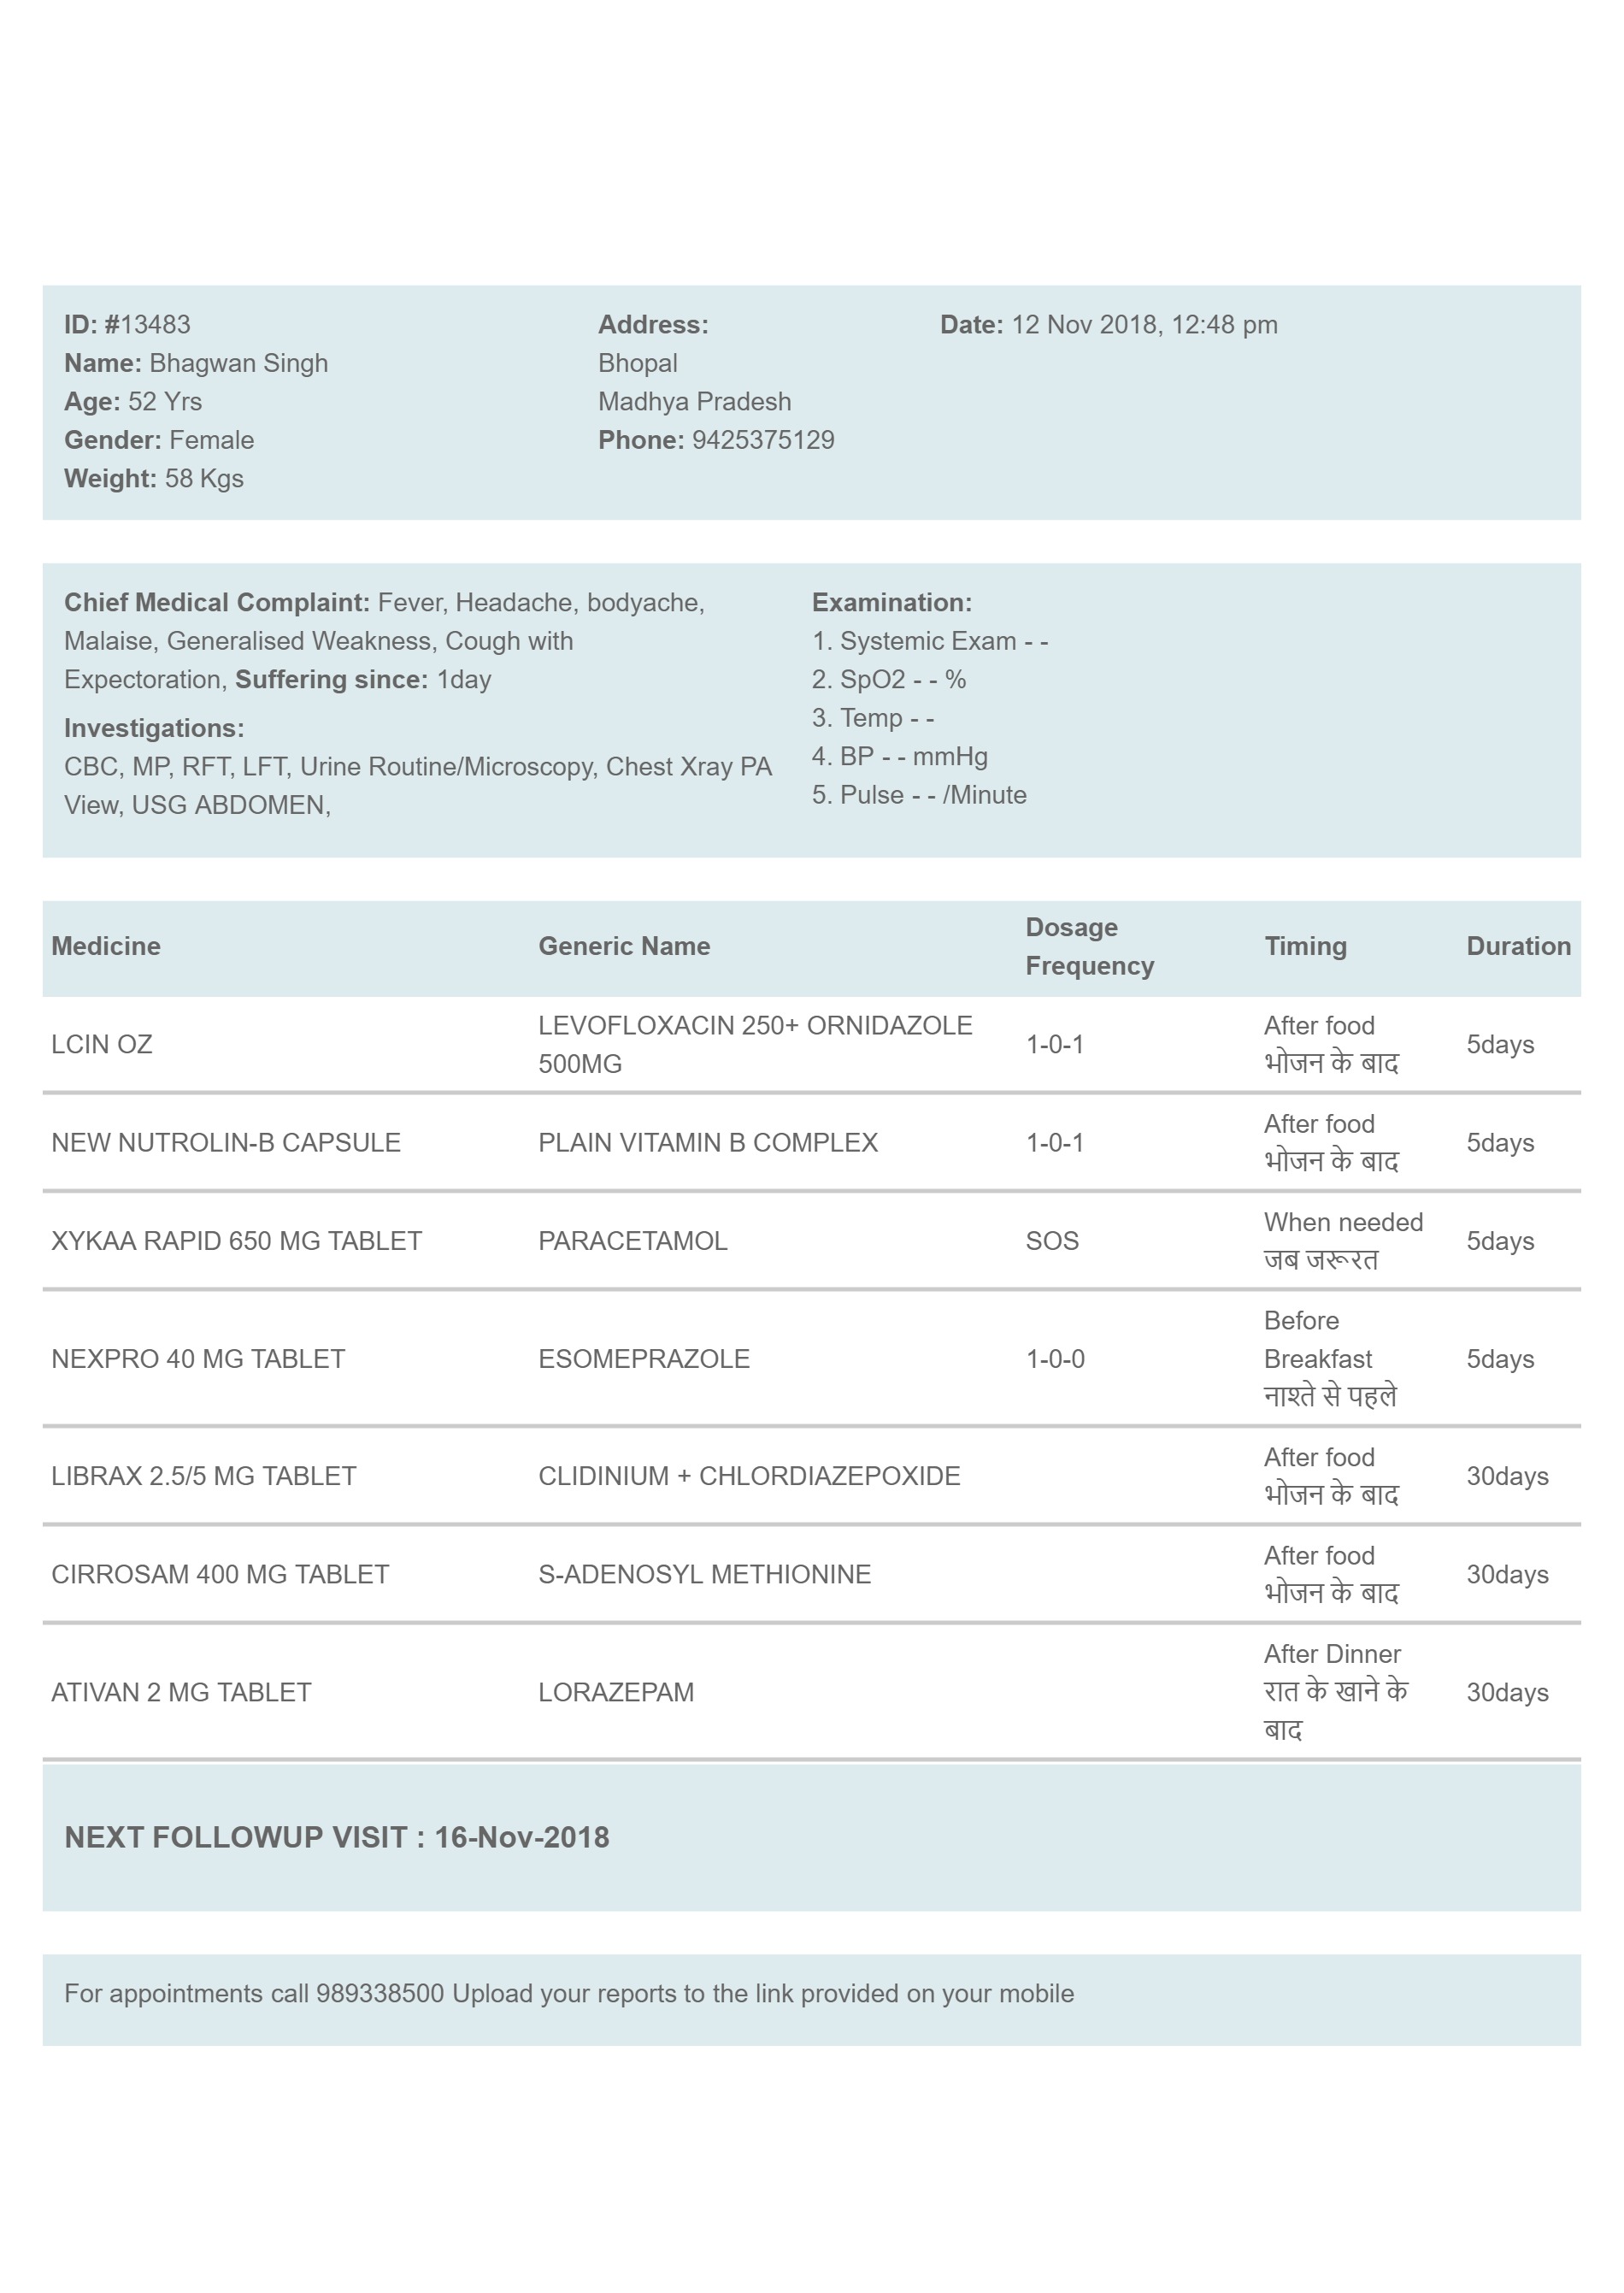 ID: #13483
Name: Bhagwan Singh
Age: 52 Yrs
Gender: Female
Weight: 58 Kgs
Address:
Bhopal
Madhya Pradesh
Phone: 9425375129
Date: 12 Nov 2018, 12:48 pm
Chief Medical Complaint: Fever, Headache, bodyache,
Malaise, Generalised Weakness, Cough with
Expectoration, Suffering since: 1day
Investigations:
CBC, MP, RFT, LFT, Urine Routine/Microscopy, Chest Xray PA
View, USG ABDOMEN,
Examination:
1. Systemic Exam - -
2. SpO2 - - %
3. Temp - -
4. BP - - mmHg
5. Pulse - - /Minute
Medicine Generic Name Dosage Frequency Timing Duration
LCIN OZ LEVOFLOXACIN 250+ ORNIDAZOLE 500MG 1-0-1 After food भोजन के बाद 5days
NEW NUTROLIN-B CAPSULE PLAIN VITAMIN B COMPLEX 1-0-1 After food भोजन के बाद 5days
XYKAA RAPID 650 MG TABLET PARACETAMOL SOS When needed जब जरूरत 5days
NEXPRO 40 MG TABLET ESOMEPRAZOLE 1-0-0 Before Breakfast नाश्ते से पहले 5days
LIBRAX 2.5/5 MG TABLET CLIDINIUM + CHLORDIAZEPOXIDE After food भोजन के बाद 30days
CIRROSAM 400 MG TABLET S-ADENOSYL METHIONINE After food भोजन के बाद 30days
ATIVAN 2 MG TABLET LORAZEPAM After Dinner रात के खाने के बाद 30days
NEXT FOLLOWUP VISIT : 16-Nov-2018
For appointments call 989338500 Upload your reports to the link provided on your mobile